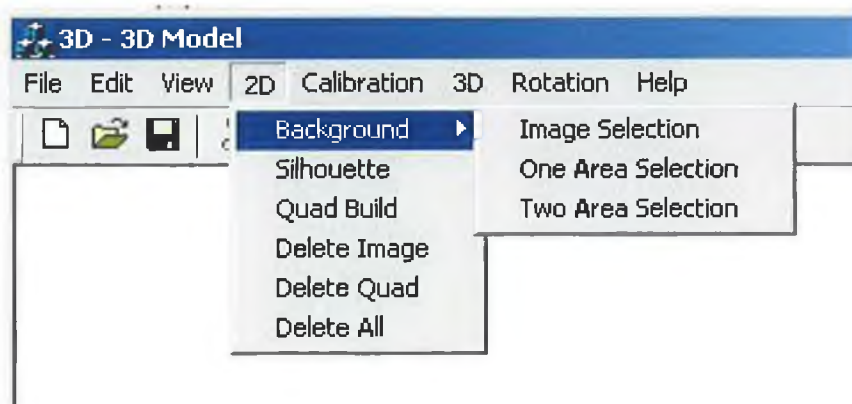 3D - 3D Model
File Edit View 2D Calibration 3D Rotation Help
Background
Silhouette
Quad Build
Delete Image
Delete Quad
Delete All
Image Selection
One Area Selection
Two Area Selection